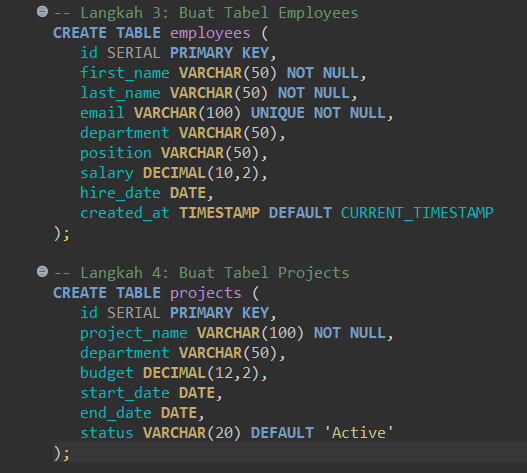 -- Langkah 3: Buat Tabel Employees
CREATE TABLE employees (
id SERIAL PRIMARY KEY,
first_name VARCHAR(50) NOT NULL,
last_name VARCHAR(50) NOT NULL,
email VARCHAR(100) UNIQUE NOT NULL,
department VARCHAR(50),
position VARCHAR(50),
salary DECIMAL(10,2),
hire_date DATE,
created_at TIMESTAMP DEFAULT CURRENT_TIMESTAMP
);
-- Langkah 4: Buat Tabel Projects
CREATE TABLE projects (
id SERIAL PRIMARY KEY,
project_name VARCHAR(100) NOT NULL,
department VARCHAR(50),
budget DECIMAL(12,2),
start_date DATE,
end_date DATE,
status VARCHAR(20) DEFAULT 'Active'
);